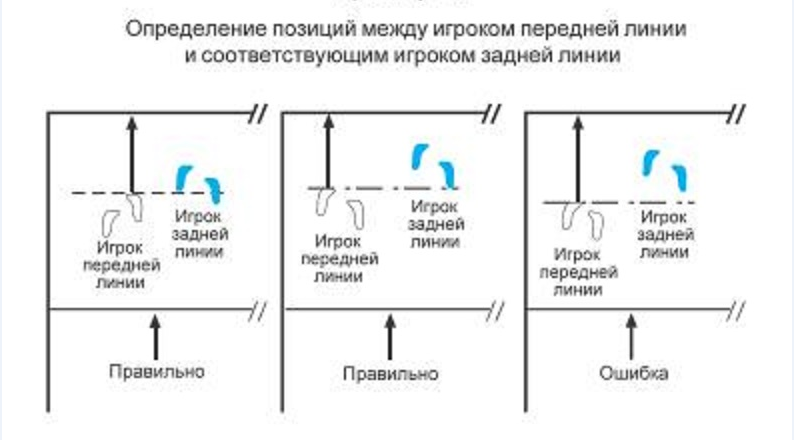 Определение позиций между игроком передней линии
и соответствующим игроком задней линии
Игрок
задней
линии
Игрок
передней
линии
Правильно
Игрок
задней
линии
Игрок
передней
линии
Правильно
Игрок
задней
линии
Игрок
передней
линии
Ошибка